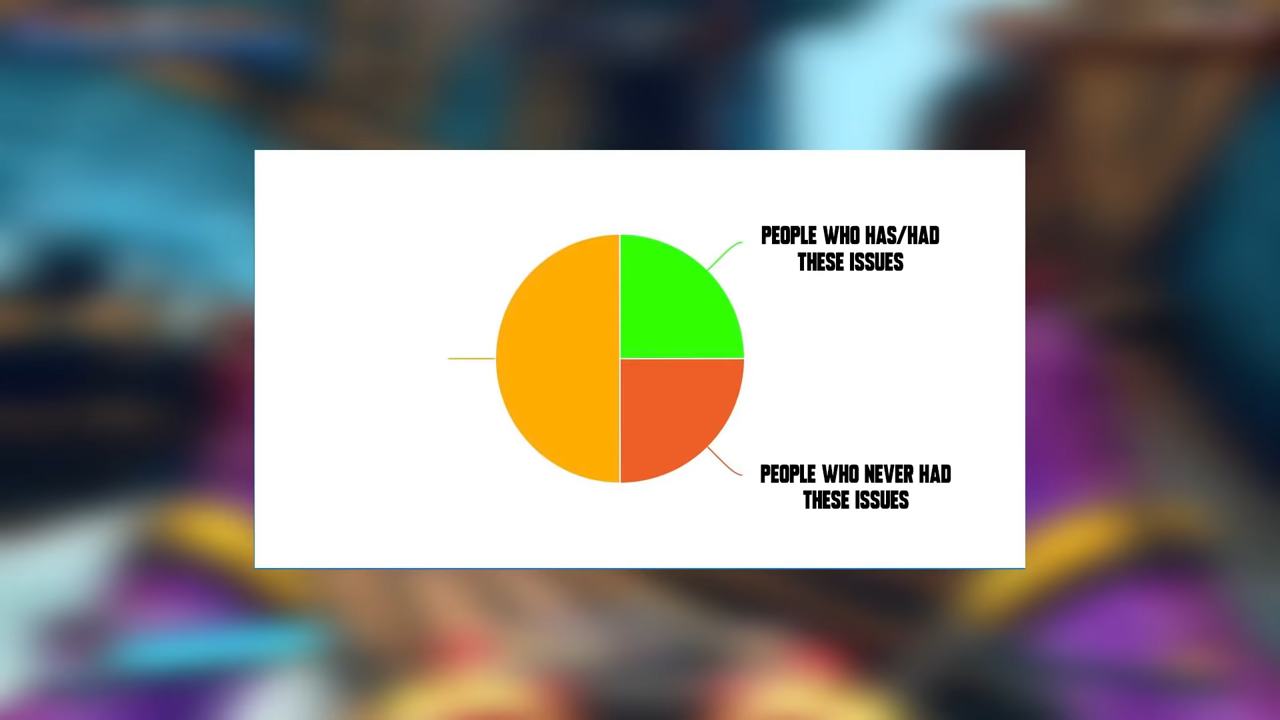 PEOPLE WHO HAS/HAD
THESE ISSUES
PEOPLE WHO NEVER HAD
THESE ISSUES